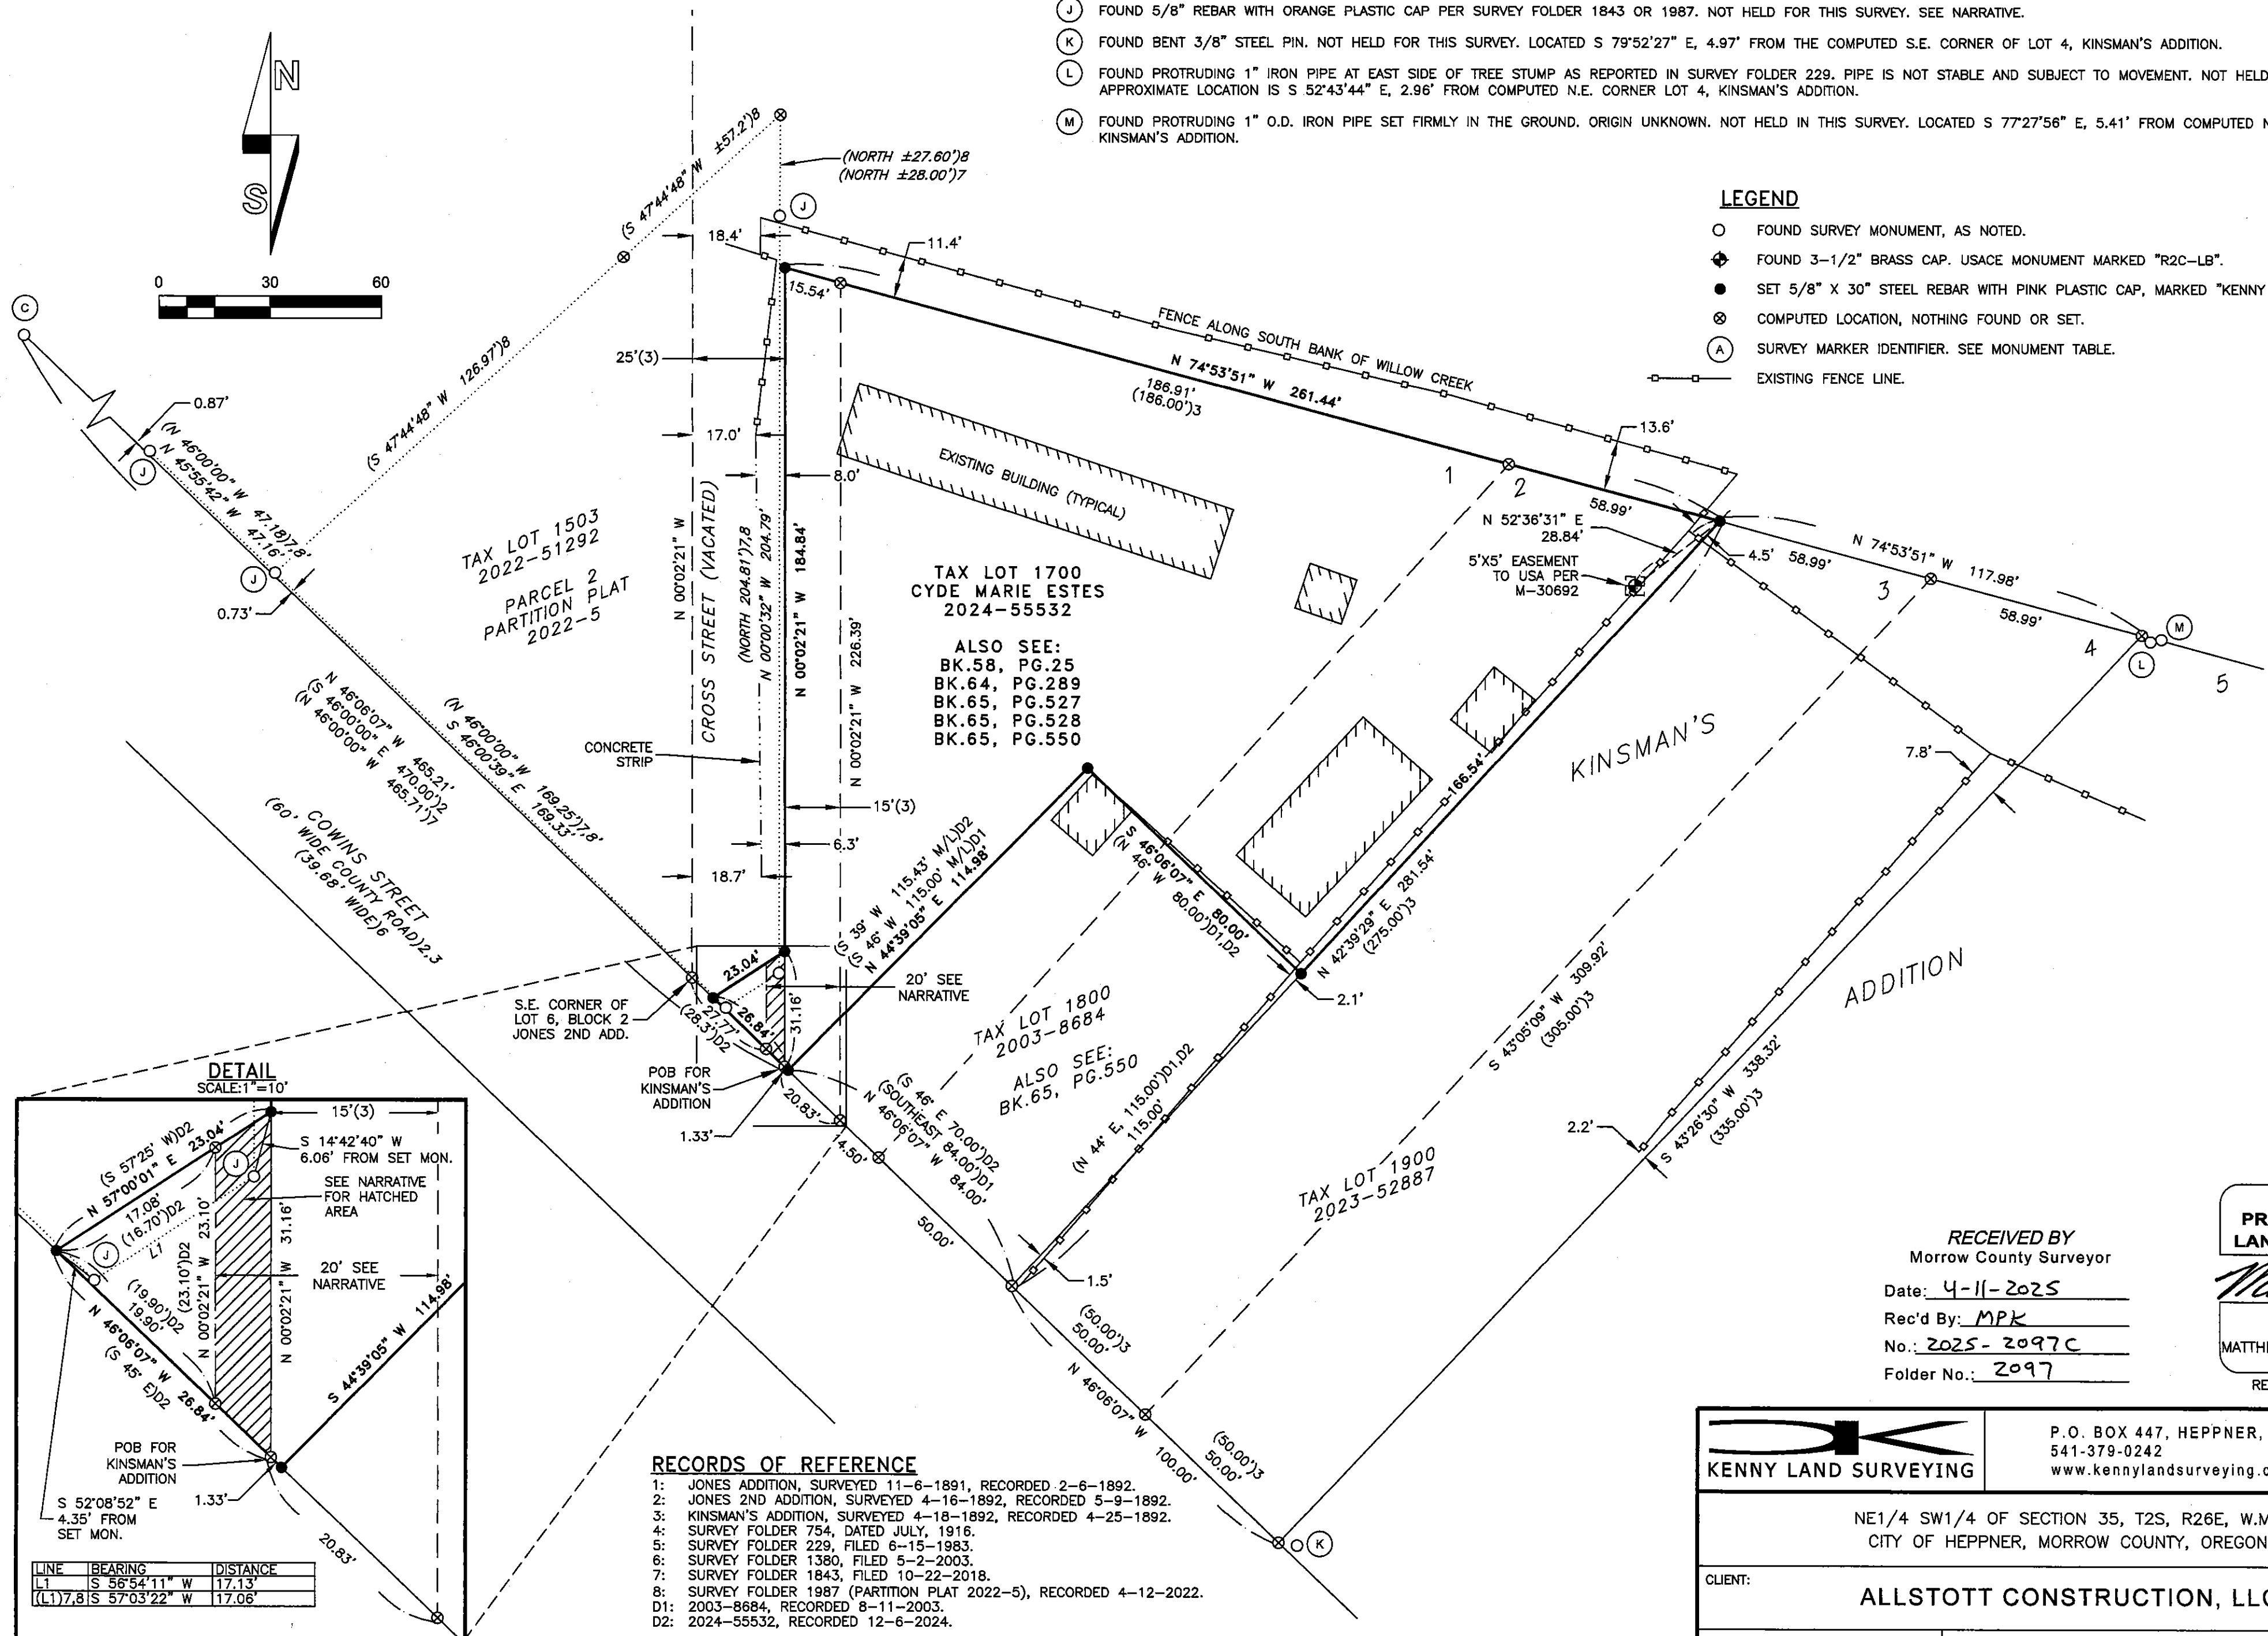 J FOUND 5/8" REBAR WITH ORANGE PLASTIC CAP PER SURVEY FOLDER 1843 OR 1987. NOT HELD FOR THIS SURVEY. SEE NARRATIVE.
K FOUND BENT 3/8" STEEL PIN. NOT HELD FOR THIS SURVEY. LOCATED S 79°52'27" E, 4.97' FROM THE COMPUTED S.E. CORNER OF LOT 4, KINSMAN'S ADDITION.
L FOUND PROTRUDING 1" IRON PIPE AT EAST SIDE OF TREE STUMP AS REPORTED IN SURVEY FOLDER 229. PIPE IS NOT STABLE AND SUBJECT TO MOVEMENT. NOT HELD
APPROXIMATE LOCATION IS S 52°43'44" E, 2.96' FROM COMPUTED N.E. CORNER LOT 4, KINSMAN'S ADDITION.
M FOUND PROTRUDING 1" O.D. IRON PIPE SET FIRMLY IN THE GROUND. ORIGIN UNKNOWN. NOT HELD IN THIS SURVEY. LOCATED S 77°27'56" E, 5.41' FROM COMPUTED N
KINSMAN'S ADDITION.
LEGEND
FOUND SURVEY MONUMENT, AS NOTED.
FOUND 3-1/2" BRASS CAP. USACE MONUMENT MARKED "R2C-LB".
SET 5/8" X 30" STEEL REBAR WITH PINK PLASTIC CAP, MARKED "KENNY
COMPUTED LOCATION, NOTHING FOUND OR SET.
A SURVEY MARKER IDENTIFIER. SEE MONUMENT TABLE.
EXISTING FENCE LINE.
N
S
0 30 60
C
(S 47°44'48" W ±57.2')8
(NORTH ±27.60')8
(NORTH ±28.00')7
J
18.4'
11.4'
15.54'
25'(3)
FENCE ALONG SOUTH BANK OF WILLOW CREEK
N 74°53'51" W 261.44'
186.91'
(186.00')3
13.6'
0.87'
J
(N 46°00'00" W 47.18)7,8'
N 45°55'42" W 47.16'
(S 47°44'48" W 126.97')8
17.0'
8.0'
EXISTING BUILDING (TYPICAL)
1
2
58.99'
N 52°36'31" E
28.84'
5'X5' EASEMENT
TO USA PER
M-30692
4.5'
58.99'
N 74°53'51" W 117.98'
3
58.99'
4
M
L
5
J
0.73'
TAX LOT 1503
2022-51292
PARCEL 2
PARTITION PLAT
2022-5
N 00°02'21" W
CROSS STREET (VACATED)
(NORTH 204.81')7,8
N 00°00'32" W 204.79'
N 00°02'21" W 184.84'
N 00°02'21" W 226.39'
TAX LOT 1700
CYDE MARIE ESTES
2024-55532
ALSO SEE:
BK.58, PG.25
BK.64, PG.289
BK.65, PG.527
BK.65, PG.528
BK.65, PG.550
N 46°06'07" W 465.21'
(S 46°00'00" E 470.00')2
(N 46°00'00" W 465.71')7
(N 46°00'00" W 169.25')7,8'
S 46°00'39" E 169.33'
COWINS STREET
(60' WIDE COUNTY ROAD)2,3
(39.68' WIDE)6
CONCRETE
STRIP
15'(3)
6.3'
18.7'
(S 39° W 115.43' M/L)D2
(S 46° W 115.00' M/L)D1
N 44°39'05" E 114.98'
S 46°06'07" E 80.00'
(N 46° W 80.00')D1,D2
166.54'
N 42°39'29" E 281.54'
(275.00')3
KINSMAN'S
ADDITION
7.8'
2.1'
23.04'
20' SEE
NARRATIVE
S.E. CORNER OF
LOT 6, BLOCK 2
JONES 2ND ADD.
26.84'
27.77'
(28.3')D2
31.16'
POB FOR
KINSMAN'S
ADDITION
1.33'
20.83'
14.50'
TAX LOT 1800
2003-8684
ALSO SEE:
BK.65, PG.550
(S 46° E 70.00')D2
(SOUTHEAST 84.00')D1
N 46°06'07" W 84.00'
50.00'
(N 44° E, 115.00')D1,D2
115.00'
1.5'
S 43°05'09" W 309.92'
(305.00')3
TAX LOT 1900
2023-52887
2.2'
S 43°26'30" W 338.32'
(335.00')3
(50.00')3
50.00'
N 46°06'07" W 100.00'
(50.00')3
50.00'
K
DETAIL
SCALE:1"=10'
15'(3)
(S 57°25' W)D2
N 57°00'01" E 23.04'
17.08'
(16.70')D2
L1
J
J
S 14°42'40" W
6.06' FROM SET MON.
SEE NARRATIVE
FOR HATCHED
AREA
(23.10')D2
N 00°02'21" W 23.10'
N 00°02'21" W 31.16'
20' SEE
NARRATIVE
(19.90')D2
19.90'
N 46°06'07" W 26.84'
(S 45° E)D2
S 44°39'05" W 114.98'
POB FOR
KINSMAN'S
ADDITION
S 52°08'52" E
4.35' FROM
SET MON.
1.33'
20.83'
LINE BEARING DISTANCE
L1 S 56°54'11" W 17.13'
(L1)7,8 S 57°03'22" W 17.06'
RECORDS OF REFERENCE
1: JONES ADDITION, SURVEYED 11-6-1891, RECORDED 2-6-1892.
2: JONES 2ND ADDITION, SURVEYED 4-16-1892, RECORDED 5-9-1892.
3: KINSMAN'S ADDITION, SURVEYED 4-18-1892, RECORDED 4-25-1892.
4: SURVEY FOLDER 754, DATED JULY, 1916.
5: SURVEY FOLDER 229, FILED 6-15-1983.
6: SURVEY FOLDER 1380, FILED 5-2-2003.
7: SURVEY FOLDER 1843, FILED 10-22-2018.
8: SURVEY FOLDER 1987 (PARTITION PLAT 2022-5), RECORDED 4-12-2022.
D1: 2003-8684, RECORDED 8-11-2003.
D2: 2024-55532, RECORDED 12-6-2024.
RECEIVED BY
Morrow County Surveyor
Date: 4-11-2025
Rec'd By: MPK
No.: 2025-2097C
Folder No.: 2097
PR
LAN
MATTH
RE
KENNY LAND SURVEYING
P.O. BOX 447, HEPPNER,
541-379-0242
www.kennylandsurveying.c
NE1/4 SW1/4 OF SECTION 35, T2S, R26E, W.M
CITY OF HEPPNER, MORROW COUNTY, OREGON
CLIENT:
ALLSTOTT CONSTRUCTION, LLC